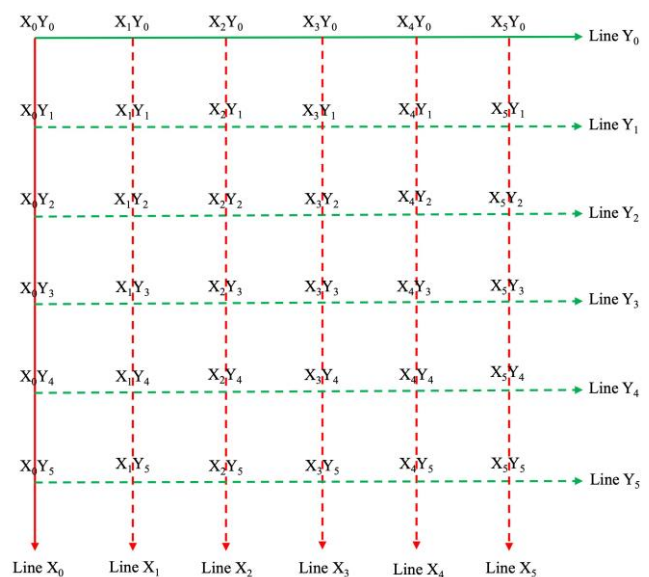 X₀Y₀ X₁Y₀ X₂Y₀ X₃Y₀ X₄Y₀ X₅Y₀
Line Y₀
X₀Y₁ X₁Y₁ X₂Y₁ X₃Y₁ X₄Y₁ X₅Y₁
Line Y₁
X₀Y₂ X₁Y₂ X₂Y₂ X₃Y₂ X₄Y₂ X₅Y₂
Line Y₂
X₀Y₃ X₁Y₃ X₂Y₃ X₃Y₃ X₄Y₃ X₅Y₃
Line Y₃
X₀Y₄ X₁Y₄ X₂Y₄ X₃Y₄ X₄Y₄ X₅Y₄
Line Y₄
X₀Y₅ X₁Y₅ X₂Y₅ X₃Y₅ X₄Y₅ X₅Y₅
Line Y₅
Line X₀ Line X₁ Line X₂ Line X₃ Line X₄ Line X₅